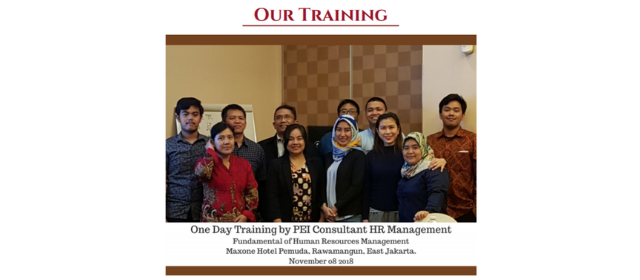 OUR TRAINING
One Day Training by PEI Consultant HR Management
Fundamental of Human Resources Management
Maxone Hotel Pemuda, Rawamangun, East Jakarta.
November 08 2018